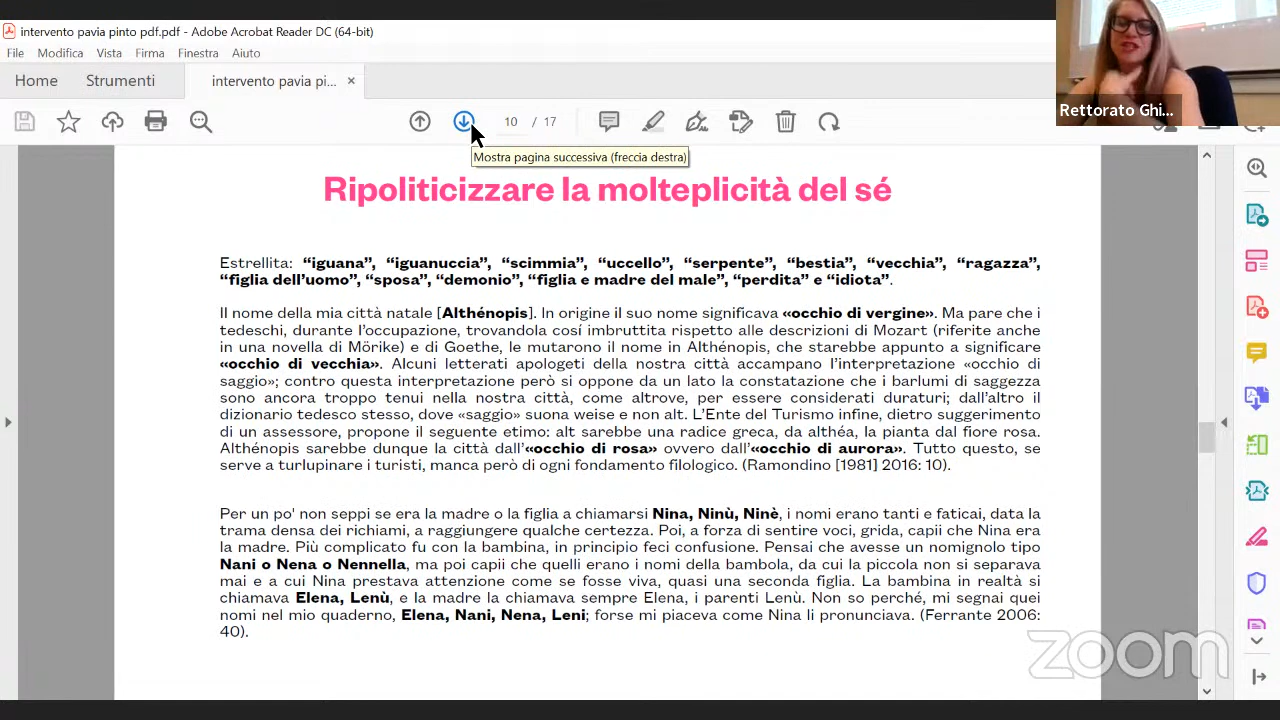 intervento pavia pinto pdf.pdf - Adobe Acrobat Reader DC (64-bit)
File Modifica Vista Firma Finestra Aiuto
Home Strumenti intervento pavia pi... ×
10 / 17
Rettorato Ghi...
Mostra pagina successiva (freccia destra)
Ripoliticizzare la molteplicità del sé
Estrellita: “iguana”, “iguanuccia”, “scimmia”, “uccello”, “serpente”, “bestia”, “vecchia”, “ragazza”,
“figlia dell’uomo”, “sposa”, “demonio”, “figlia e madre del male”, “perdita” e “idiota”.
Il nome della mia città natale [Althénopis]. In origine il suo nome significava «occhio di vergine». Ma pare che i
tedeschi, durante l’occupazione, trovandola cosí imbruttita rispetto alle descrizioni di Mozart (riferite anche
in una novella di Mörike) e di Goethe, le mutarono il nome in Althénopis, che starebbe appunto a significare
«occhio di vecchia». Alcuni letterati apologeti della nostra città accampano l’interpretazione «occhio di
saggio»; contro questa interpretazione però si oppone da un lato la constatazione che i barlumi di saggezza
sono ancora troppo tenui nella nostra città, come altrove, per essere considerati duraturi; dall’altro il
dizionario tedesco stesso, dove «saggio» suona weise e non alt. L’Ente del Turismo infine, dietro suggerimento
di un assessore, propone il seguente etimo: alt sarebbe una radice greca, da althéa, la pianta dal fiore rosa.
Althénopis sarebbe dunque la città dall’«occhio di rosa» ovvero dall’«occhio di aurora». Tutto questo, se
serve a turlupinare i turisti, manca però di ogni fondamento filologico. (Ramondino [1981] 2016: 10).
Per un po' non seppi se era la madre o la figlia a chiamarsi Nina, Ninù, Ninè, i nomi erano tanti e faticai, data la
trama densa dei richiami, a raggiungere qualche certezza. Poi, a forza di sentire voci, grida, capii che Nina era
la madre. Più complicato fu con la bambina, in principio feci confusione. Pensai che avesse un nomignolo tipo
Nani o Nena o Nennella, ma poi capii che quelli erano i nomi della bambola, da cui la piccola non si separava
mai e a cui Nina prestava attenzione come se fosse viva, quasi una seconda figlia. La bambina in realtà si
chiamava Elena, Lenù, e la madre la chiamava sempre Elena, i parenti Lenù. Non so perché, mi segnai quei
nomi nel mio quaderno, Elena, Nani, Nena, Leni; forse mi piaceva come Nina li pronunciava. (Ferrante 2006:
40).
zoom